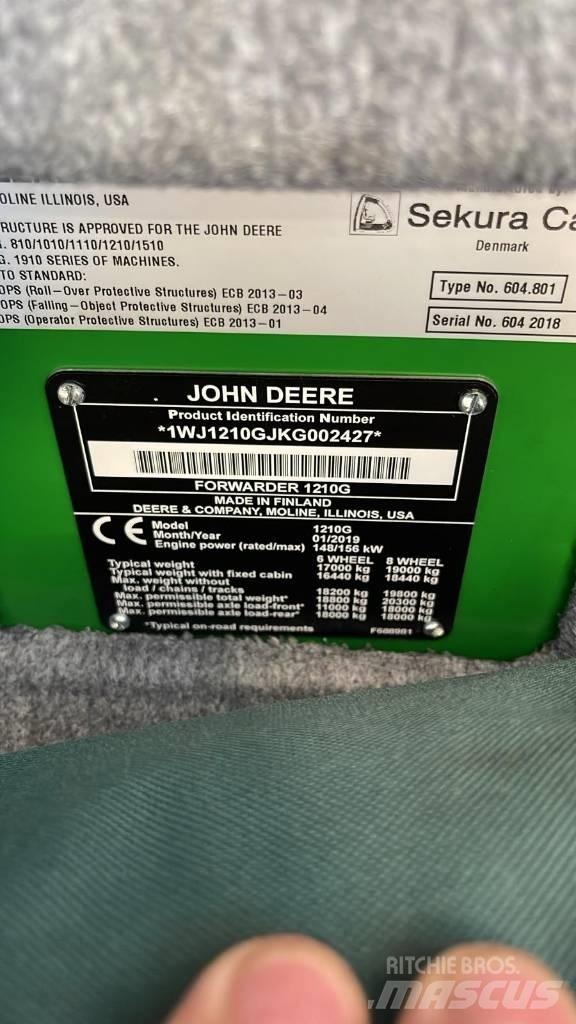 OLINE ILLINOIS, USA
RUCTURE IS APPROVED FOR THE JOHN DEERE
. 810/1010/1110/1210/1510
G. 1910 SERIES OF MACHINES.
TO STANDARD:
OPS (Roll-Over Protective Structures) ECB 2013-03
OPS (Falling-Object Protective Structures) ECB 2013-04
OPS (Operator Protective Structures) ECB 2013-01
Sekura Ca
Denmark
Type No. 604.801
Serial No. 604 2018
JOHN DEERE
Product Identification Number
*1WJ1210GJKG002427*
FORWARDER 1210G
MADE IN FINLAND
DEERE & COMPANY, MOLINE, ILLINOIS, USA
CE
Model 1210G
Month/Year 01/2019
Engine power (rated/max) 148/156 kW
6 WHEEL 8 WHEEL
Typical weight 17000 kg 19000 kg
Typical weight with fixed cabin 16440 kg 18440 kg
Max. weight without
load / chains / tracks 18200 kg 19800 kg
Max. permissible total weight* 18800 kg 20300 kg
Max. permissible axle load-front* 11000 kg 18000 kg
Max. permissible axle load-rear* 18000 kg 18000 kg
*Typical on-road requirements
F686981
RITCHIE BROS.
MASCUS